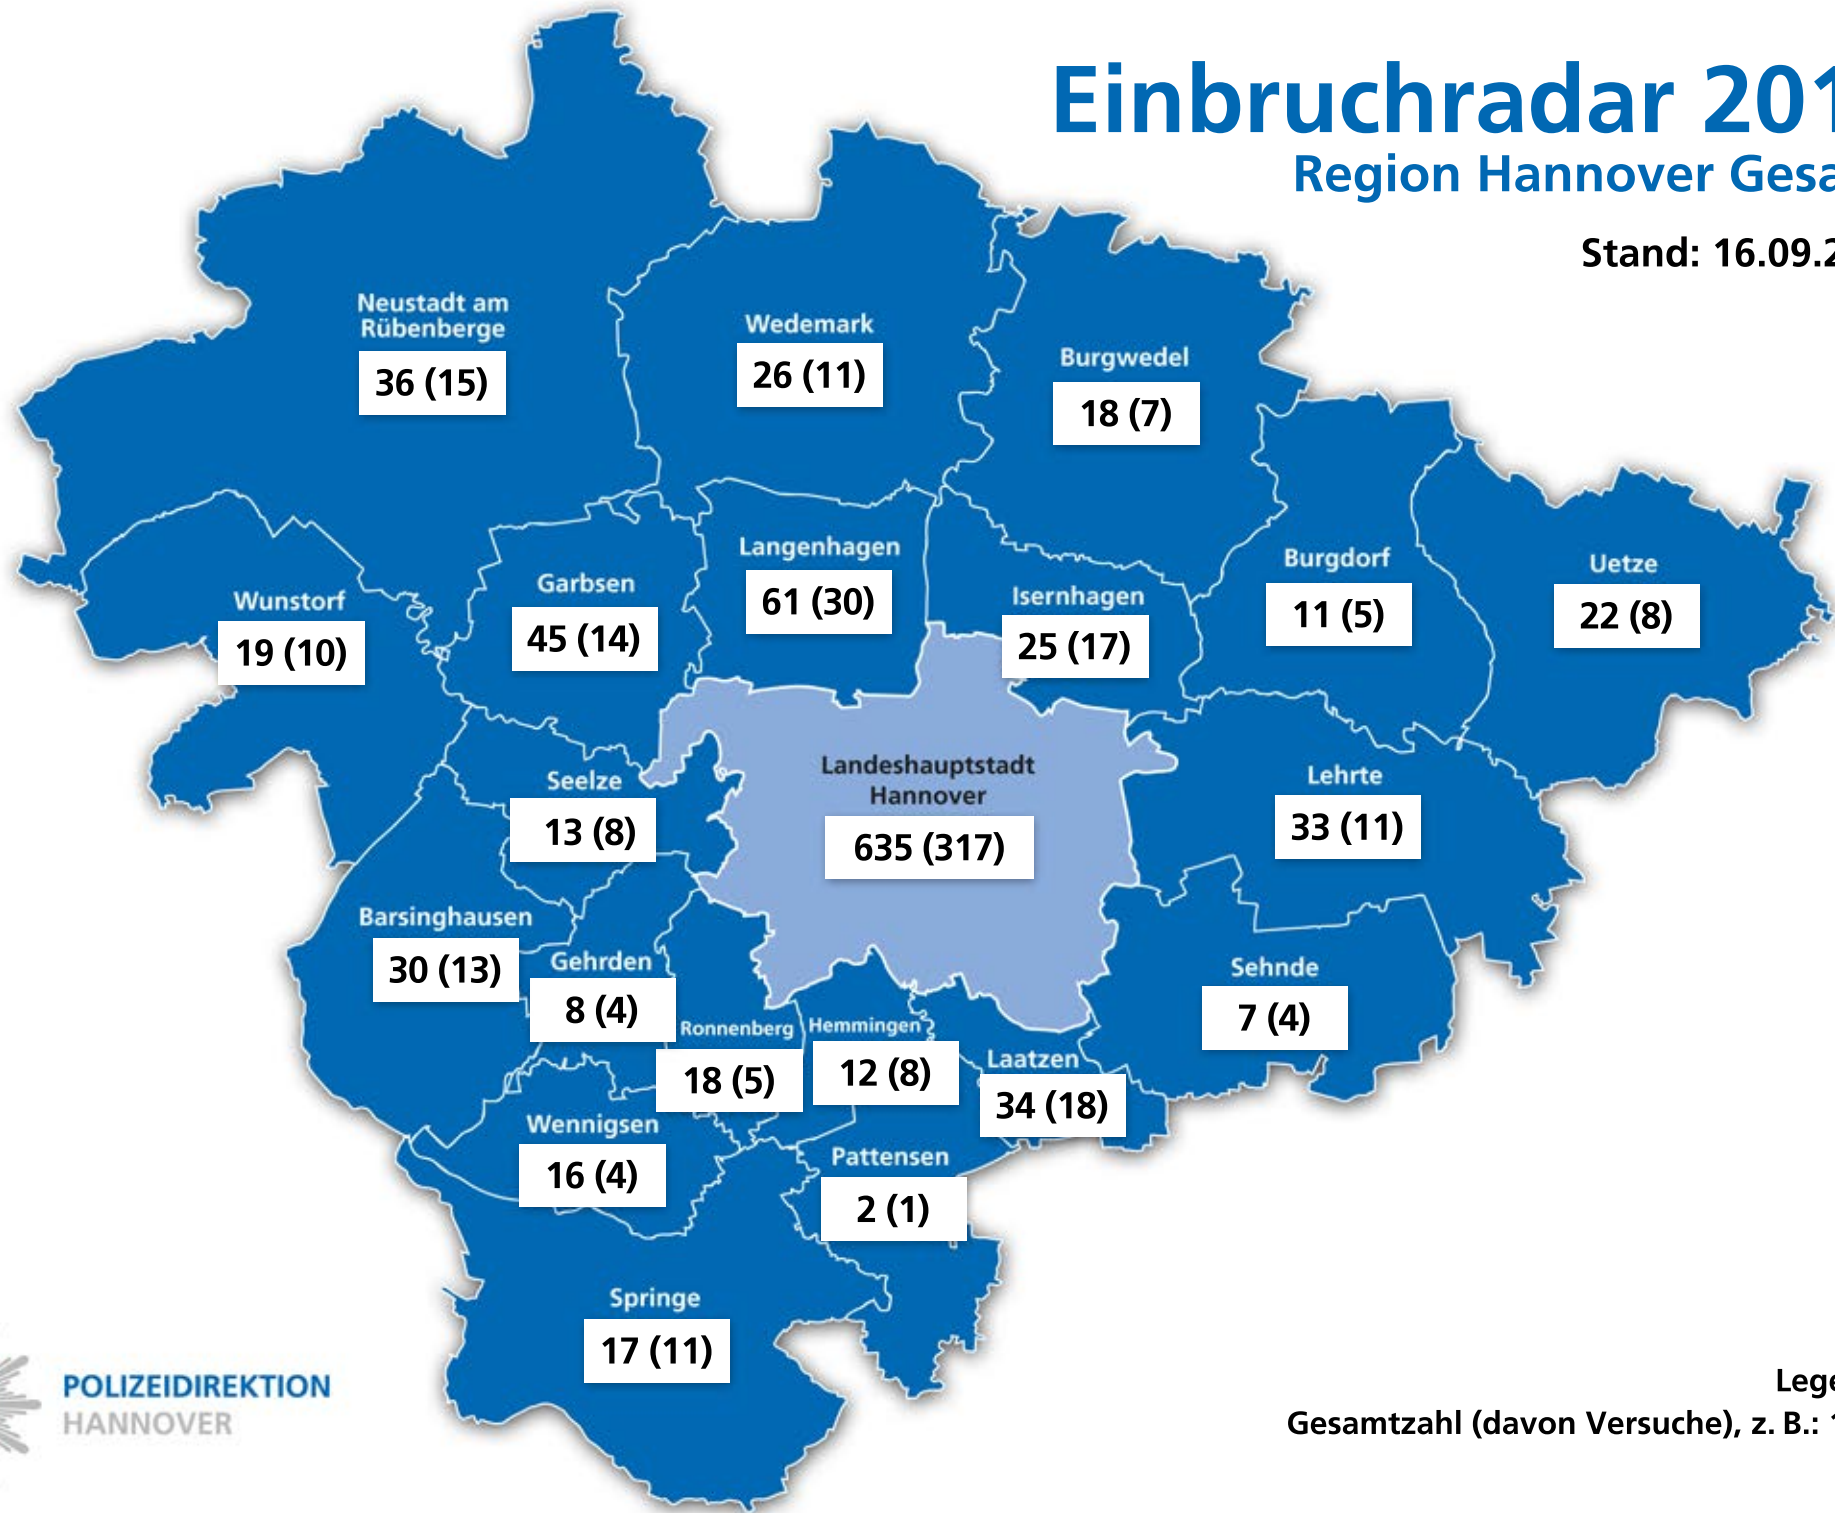 Einbruchradar 201
Region Hannover Gesa
Stand: 16.09.2
Neustadt am
Rübenberge
36 (15)
Wedemark
26 (11)
Burgwedel
18 (7)
Langenhagen
61 (30)
Garbsen
45 (14)
Wunstorf
19 (10)
Isernhagen
25 (17)
Burgdorf
11 (5)
Uetze
22 (8)
Seelze
13 (8)
Landeshauptstadt
Hannover
635 (317)
Lehrte
33 (11)
Barsinghausen
30 (13)
Gehrden
8 (4)
Sehnde
7 (4)
Ronnenberg
18 (5)
Hemmingen
12 (8)
Laatzen
34 (18)
Wennigsen
16 (4)
Pattensen
2 (1)
Springe
17 (11)
POLIZEIDIREKTION
HANNOVER
Lege
Gesamtzahl (davon Versuche), z. B.: 1